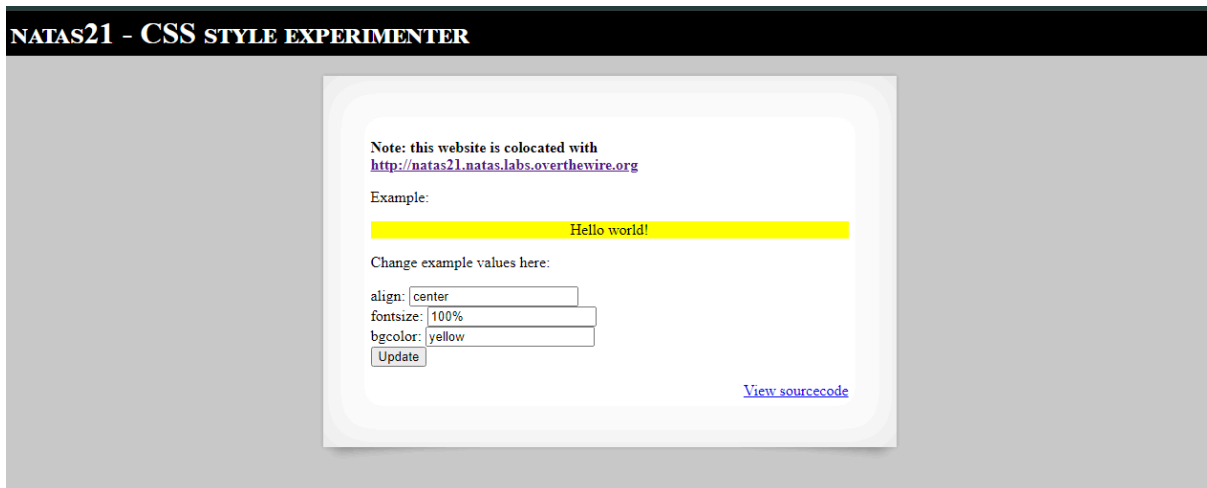 NATAS21 - CSS STYLE EXPERIMENTER
Note: this website is colocated with
http://natas21.natas.labs.overthewire.org
Example:
Hello world!
Change example values here:
align: center
fontsize: 100%
bgcolor: yellow
Update
View sourcecode